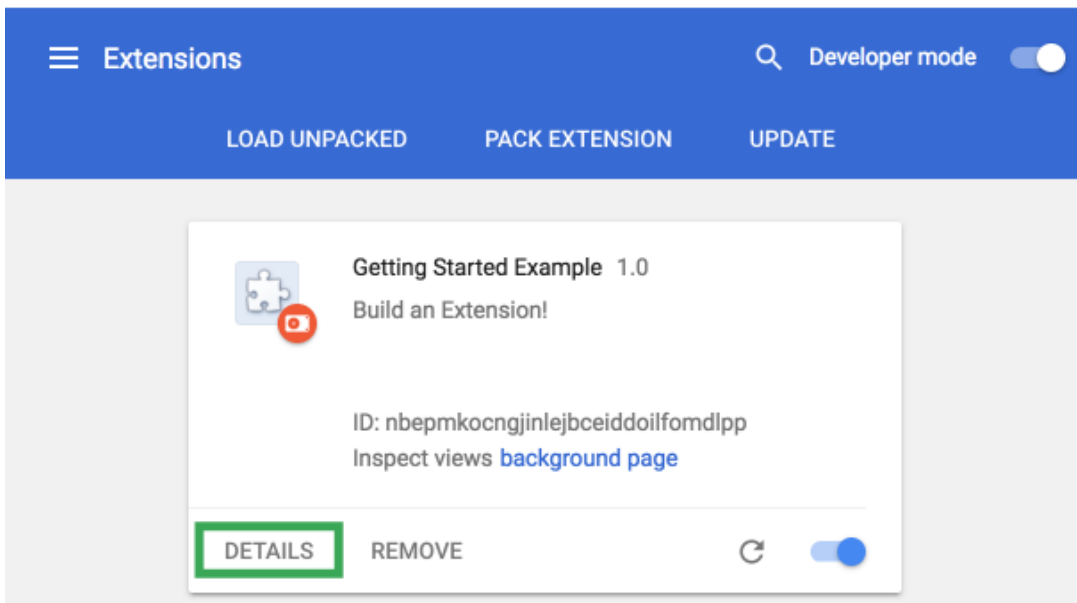 Extensions
Developer mode
LOAD UNPACKED PACK EXTENSION UPDATE
Getting Started Example 1.0
Build an Extension!
ID: nbepmkocngjinlejbceiddoilfomdlpp
Inspect views background page
DETAILS REMOVE